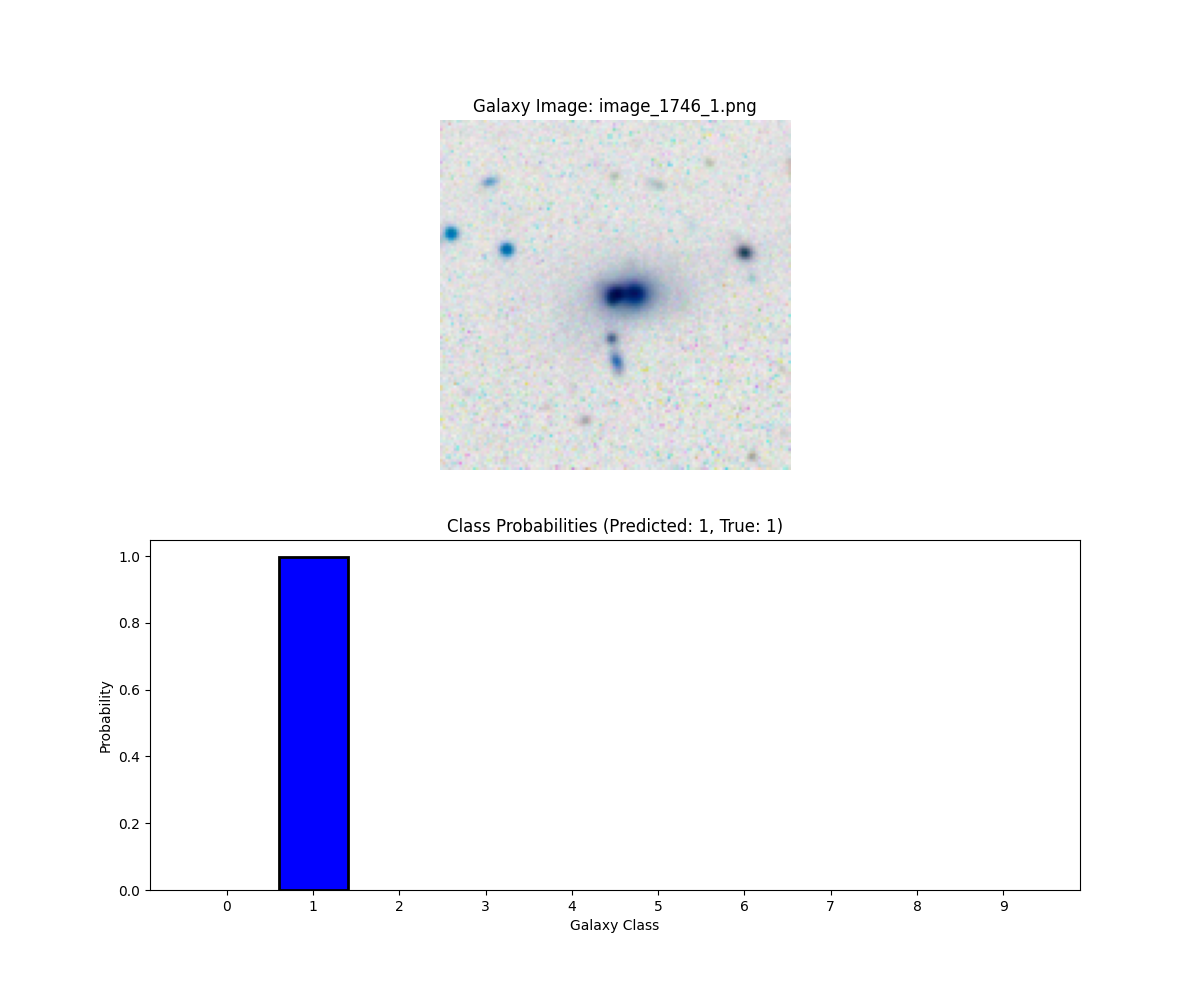 Galaxy Image: image_1746_1.png
Class Probabilities (Predicted: 1, True: 1)
1.0
0.8
0.6
0.4
0.2
0.0
Probability
0 1 2 3 4 5 6 7 8 9
Galaxy Class